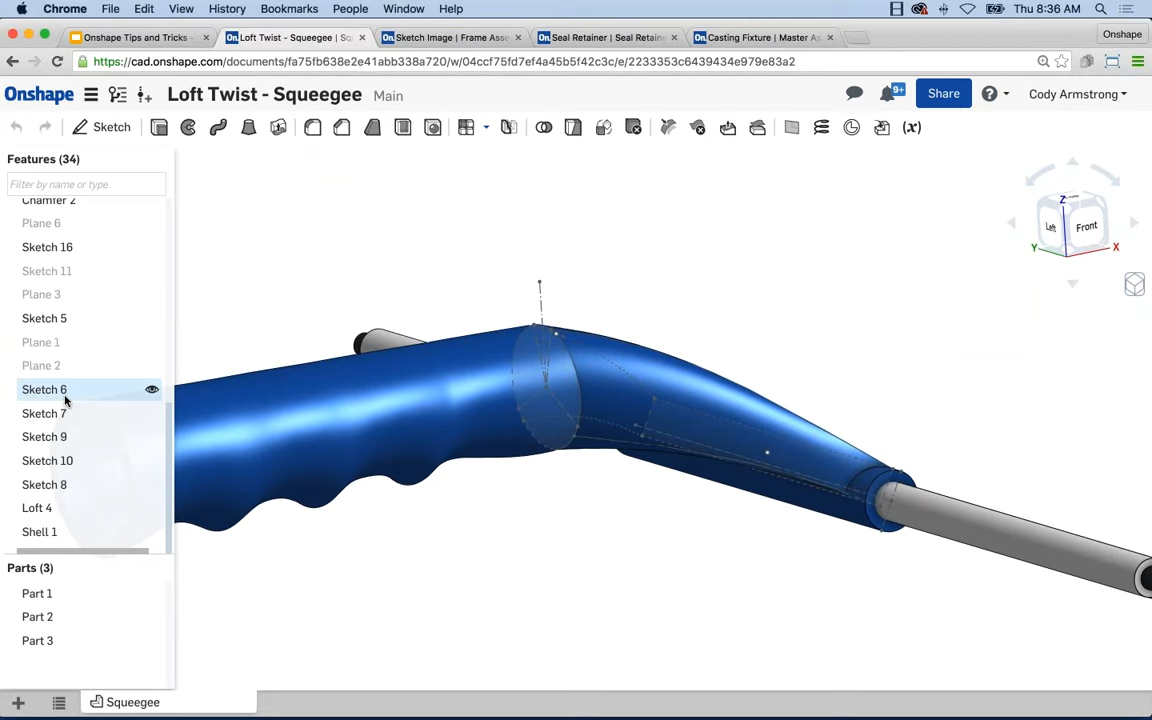 Chrome File Edit View History Bookmarks People Window Help Thu 8:36 AM
Onshape Tips and Tricks - × Loft Twist - Squeegee | Sq × Sketch Image | Frame Asse × Seal Retainer | Seal Retaine × Casting Fixture | Master As × Onshape
https://cad.onshape.com/documents/fa75fb638e2e41abb338a720/w/04ccf75fd7ef4a45b5f42c3c/e/2233353c6439434e979e83a2
Onshape Loft Twist - Squeegee Main 9+ Share Cody Armstrong
Sketch (x)
Features (34)
Filter by name or type
Chamfer 2
Plane 6
Sketch 16
Sketch 11
Plane 3
Sketch 5
Plane 1
Plane 2
Sketch 6
Sketch 7
Sketch 9
Sketch 10
Sketch 8
Loft 4
Shell 1
Parts (3)
Part 1
Part 2
Part 3
Z
Left Front
Y X
Squeegee